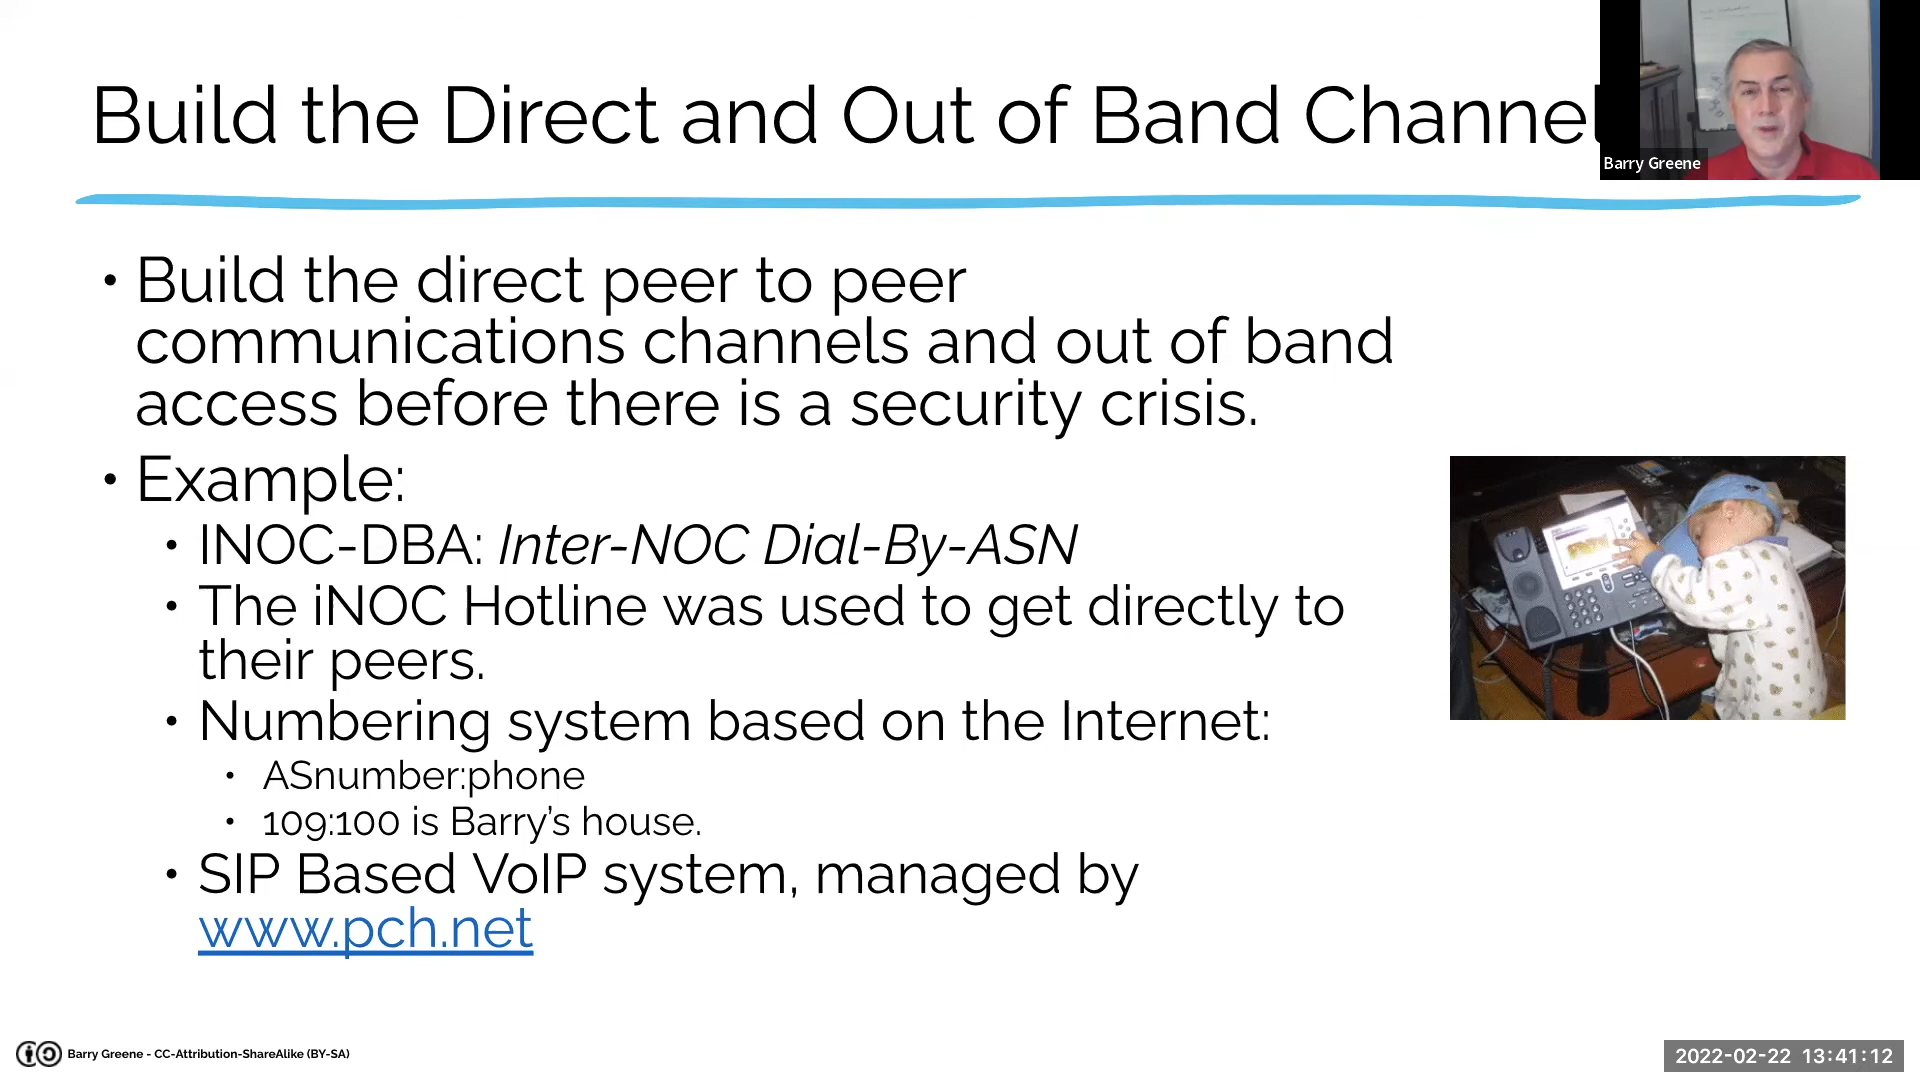 Build the Direct and Out of Band Channel
Barry Greene
• Build the direct peer to peer
communications channels and out of band
access before there is a security crisis.
• Example:
• INOC-DBA: Inter-NOC Dial-By-ASN
• The iNOC Hotline was used to get directly to
their peers.
• Numbering system based on the Internet:
• ASnumber:phone
• 109:100 is Barry’s house.
• SIP Based VoIP system, managed by
www.pch.net
Barry Greene - CC-Attribution-ShareAlike (BY-SA)
2022-02-22 13:41:12